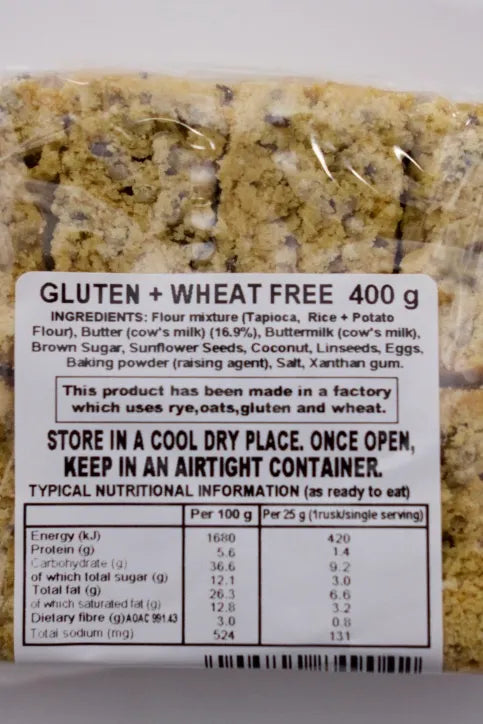 GLUTEN + WHEAT FREE 400 g
INGREDIENTS: Flour mixture (Tapioca, Rice + Potato
Flour), Butter (cow's milk) (16.9%), Buttermilk (cow's milk),
Brown Sugar, Sunflower Seeds, Coconut, Linseeds, Eggs,
Baking powder (raising agent), Salt, Xanthan gum.
This product has been made in a factory
which uses rye,oats,gluten and wheat.
STORE IN A COOL DRY PLACE. ONCE OPEN,
KEEP IN AN AIRTIGHT CONTAINER.
TYPICAL NUTRITIONAL INFORMATION (as ready to eat)
Per 100 g Per 25 g (1rusk/single serving)
Energy (kJ) 1680 420
Protein (g) 5.6 1.4
Carbohydrate (g) 36.6 9.2
of which total sugar (g) 12.1 3.0
Total fat (g) 26.3 6.6
of which saturated fat (g) 12.8 3.2
Dietary fibre (g)AOAC 991.43 3.0 0.8
Total sodium (mg) 524 131